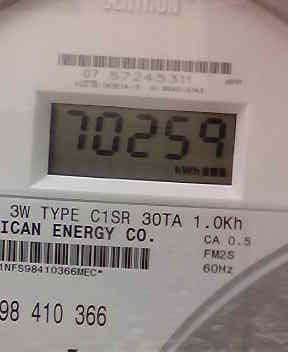 07 57245311
70259
kWh
3W TYPE C1SR 30TA 1.0Kh
ICAN ENERGY CO.
CA 0.5
FM2S
60Hz
1NFS98410366MEC*
98 410 366